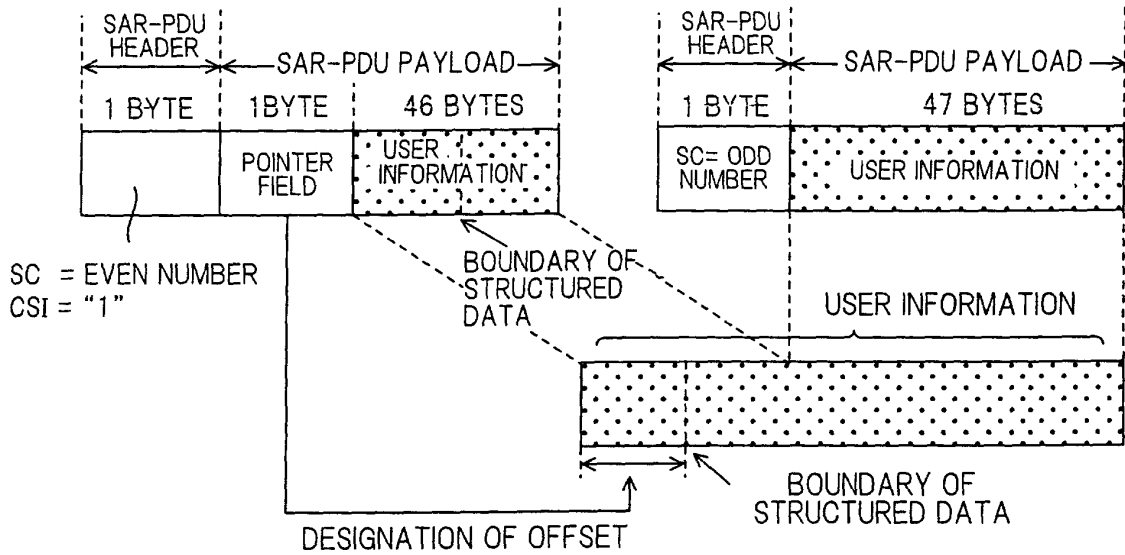 SAR-PDU
HEADER
SAR-PDU PAYLOAD
1 BYTE
1BYTE
46 BYTES
POINTER
FIELD
USER
INFORMATION
SC = EVEN NUMBER
CSI = “1”
BOUNDARY OF
STRUCTURED
DATA
SAR-PDU
HEADER
SAR-PDU PAYLOAD
1 BYTE
47 BYTES
SC= ODD
NUMBER
USER INFORMATION
USER INFORMATION
BOUNDARY OF
STRUCTURED DATA
DESIGNATION OF OFFSET